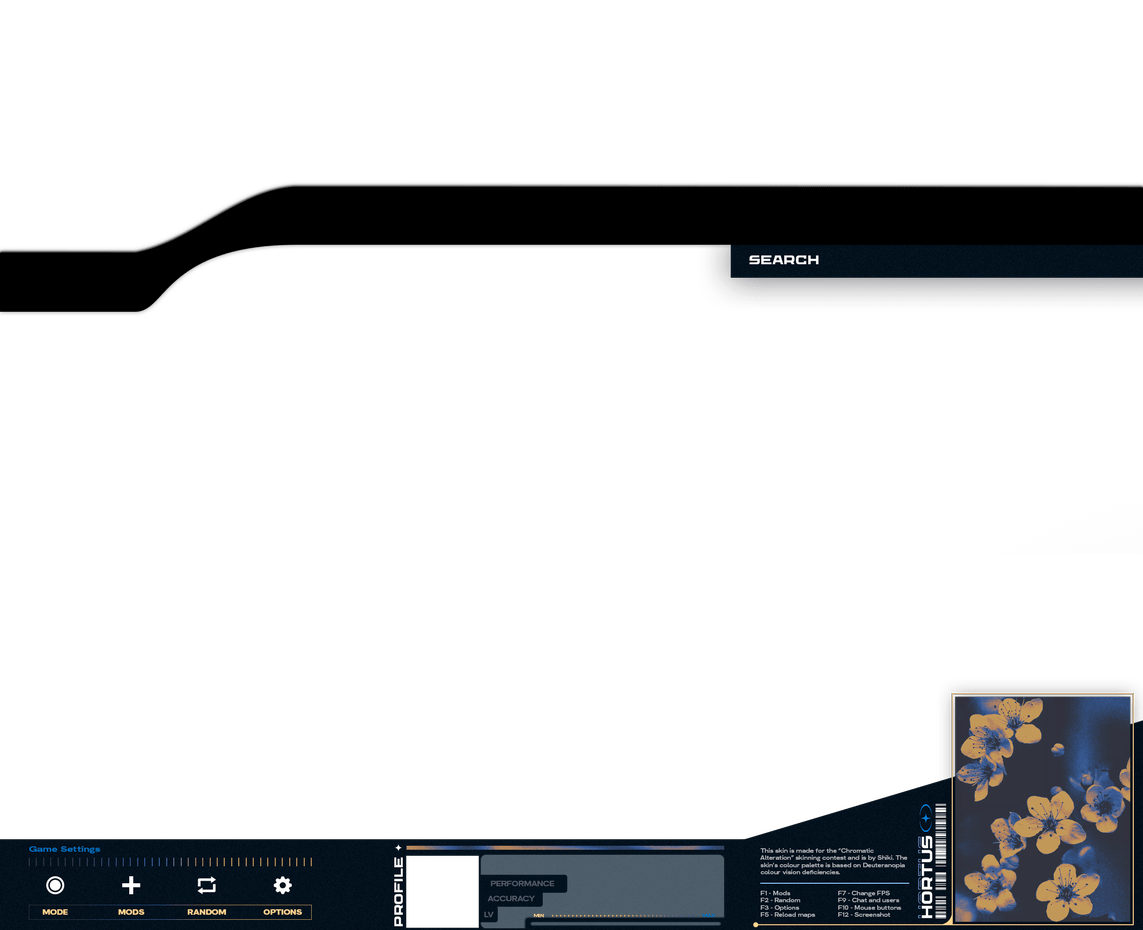 SEARCH
Game Settings
MODE
MODS
RANDOM
OPTIONS
PROFILE
PERFORMANCE
ACCURACY
LV
MIN
This skin is made for the "Chromatic
Alteration" skinning contest and is by Shiki. The
skin's colour palette is based on Deuteranopia
colour vision deficiencies.
F1 - Mods
F2 - Random
F3 - Options
F5 - Reload maps
F7 - Change FPS
F9 - Chat and users
F10 - Mouse buttons
F12 - Screenshot
HORTUS